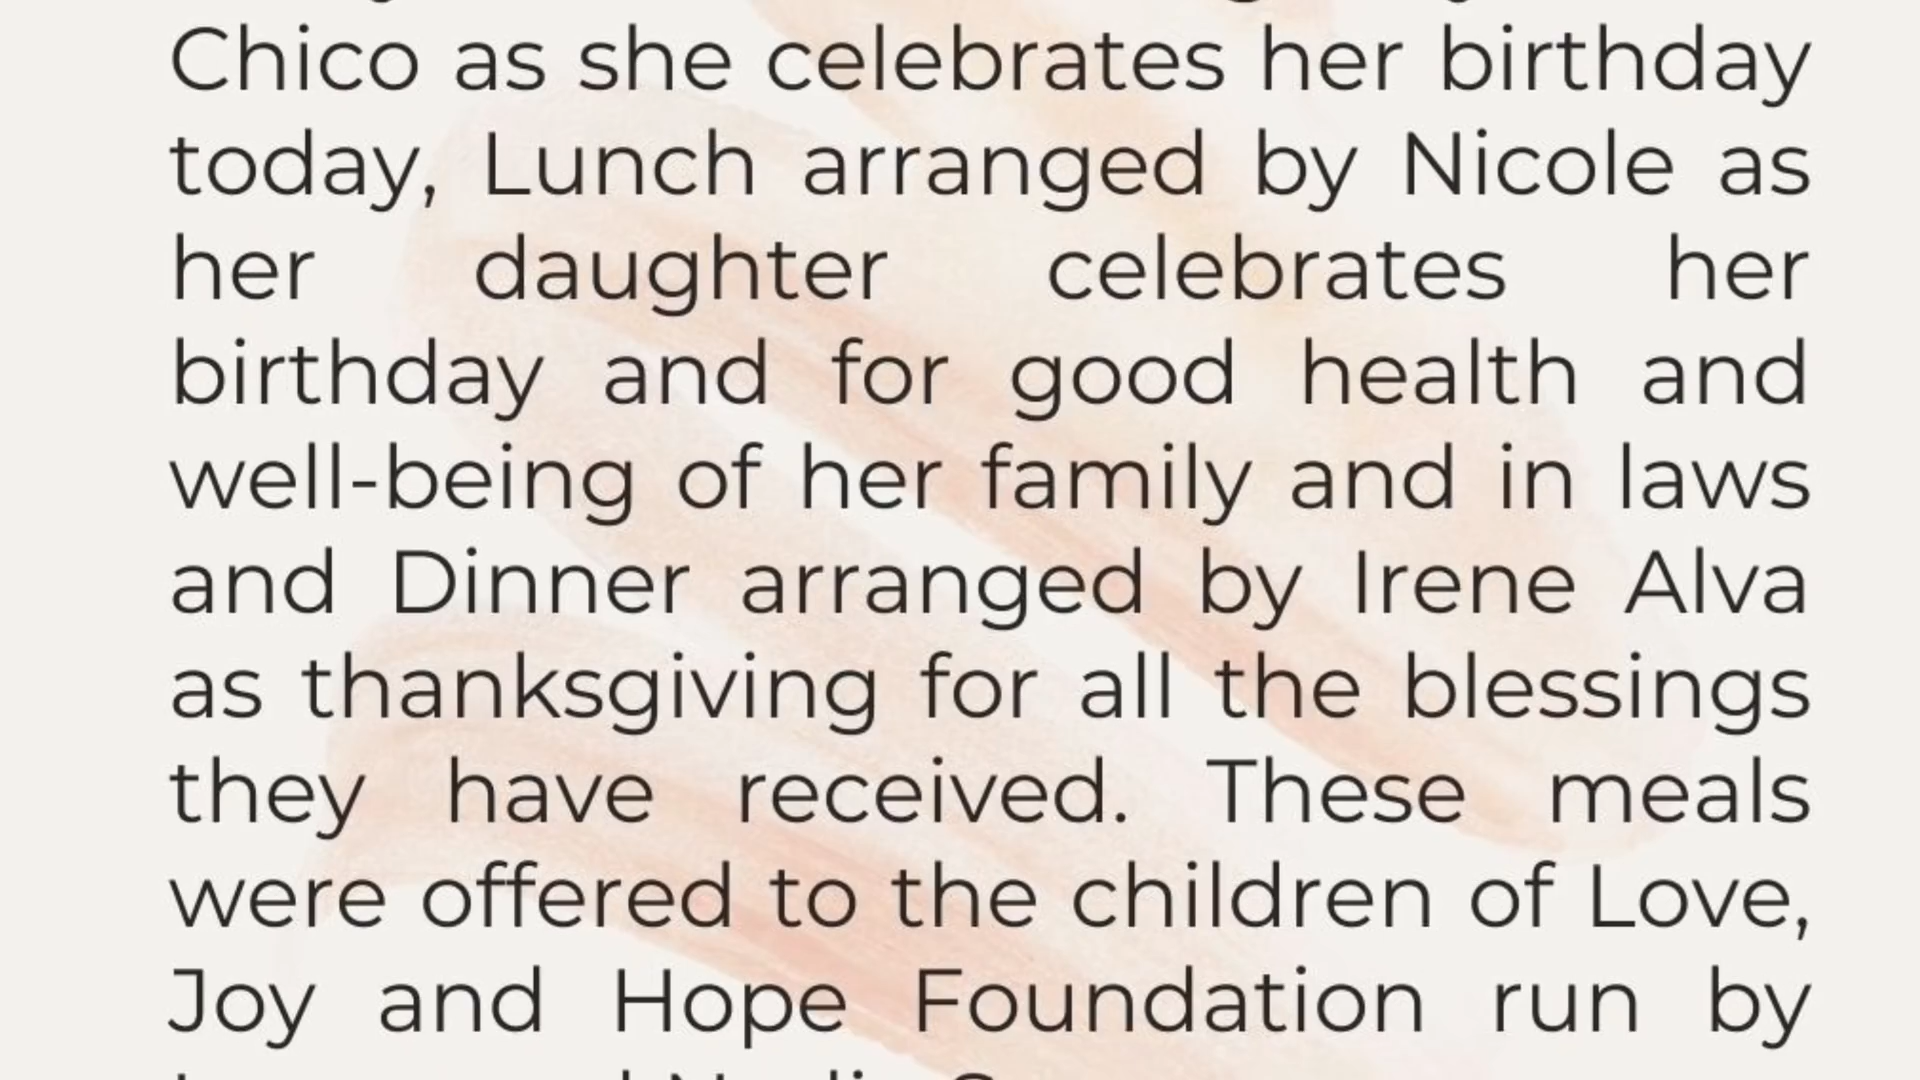 Chico as she celebrates her birthday
today, Lunch arranged by Nicole as
her daughter celebrates her
birthday and for good health and
well-being of her family and in laws
and Dinner arranged by Irene Alva
as thanksgiving for all the blessings
they have received. These meals
were offered to the children of Love,
Joy and Hope Foundation run by